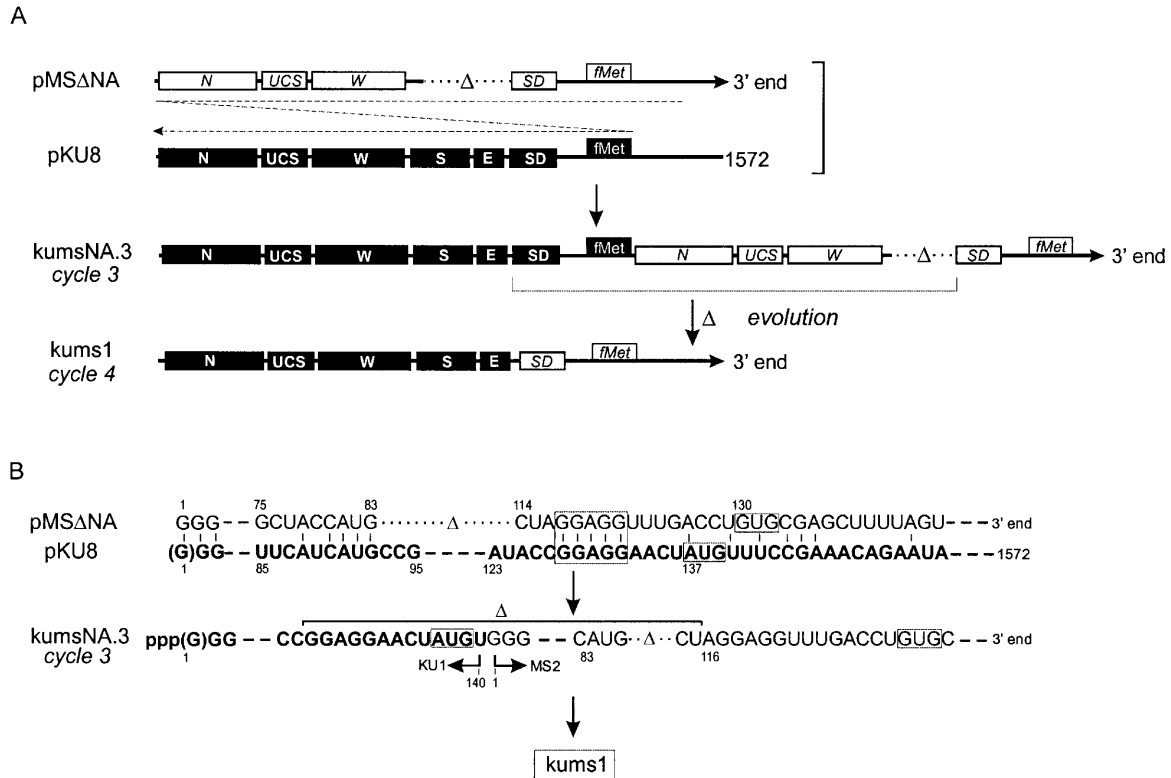 A
pMSΔNA N UCS W Δ SD fMet 3' end
pKU8 N UCS W S E SD fMet 1572
kumsNA.3 N UCS W S E SD fMet N UCS W Δ SD fMet 3' end
cycle 3
Δ evolution
kums1 N UCS W S E SD fMet 3' end
cycle 4
B
1 75 83 114 130
pMSΔNA GGG--GCUACCAUG········Δ········CUAGGAGGUUUGACCUGUGCGAGCUUUUAGU---3' end
pKU8 (G)GG--UUCAUCAUGCCG----AUACCGGAGGAACUAUGUUUCCGAAACAGAAUA---1572
1 85 95 123 137
Δ
kumsNA.3 ppp(G)GG---CCGGAGGAACUAUGUGGG--CAUG··Δ··CUAGGAGGUUUGACCUGUGC---3' end
cycle 3 1 83 116
KU1 MS2
140 1
kums1